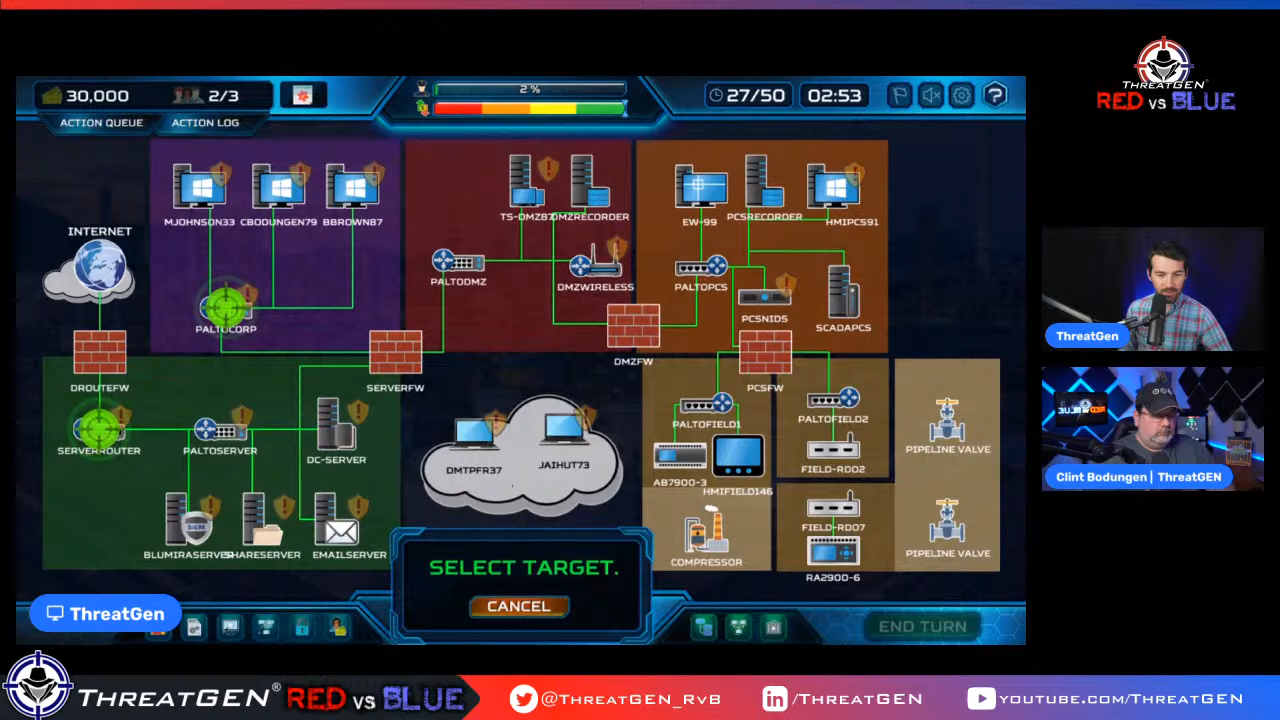 THREATGEN
RED vs BLUE
30,000
2/3
2 %
27/50
02:53
ACTION QUEUE
ACTION LOG
MJOHNSON33
CBODUNGEN79
BBROWN87
TS-DMZ87
DMZRECORDER
EW-99
PCSRECORDER
HMIPCS91
INTERNET
PALTOCORP
PALTODMZ
DMZWIRELESS
PALTOPCS
PCSNIDS
SCADAPCS
DROUTEFW
SERVERFW
DMZFW
PCSFW
SERVERROUTER
PALTOSERVER
DC-SERVER
DMTPFR37
JAIHUT73
PALTOFIELD1
PALTOFIELD2
PIPELINE VALVE
AB7900-3
HMIFIELD146
FIELD-RD02
SIEM
BLUMIRASERVER
SHARESERVER
EMAILSERVER
COMPRESSOR
FIELD-RD07
RA2900-6
PIPELINE VALVE
SELECT TARGET.
CANCEL
END TURN
ThreatGen
ThreatGen
Clint Bodungen | ThreatGEN
THREATGEN® RED vs BLUE
@THREATGEN_RVB
/THREATGEN
YOUTUBE.COM/THREATGEN